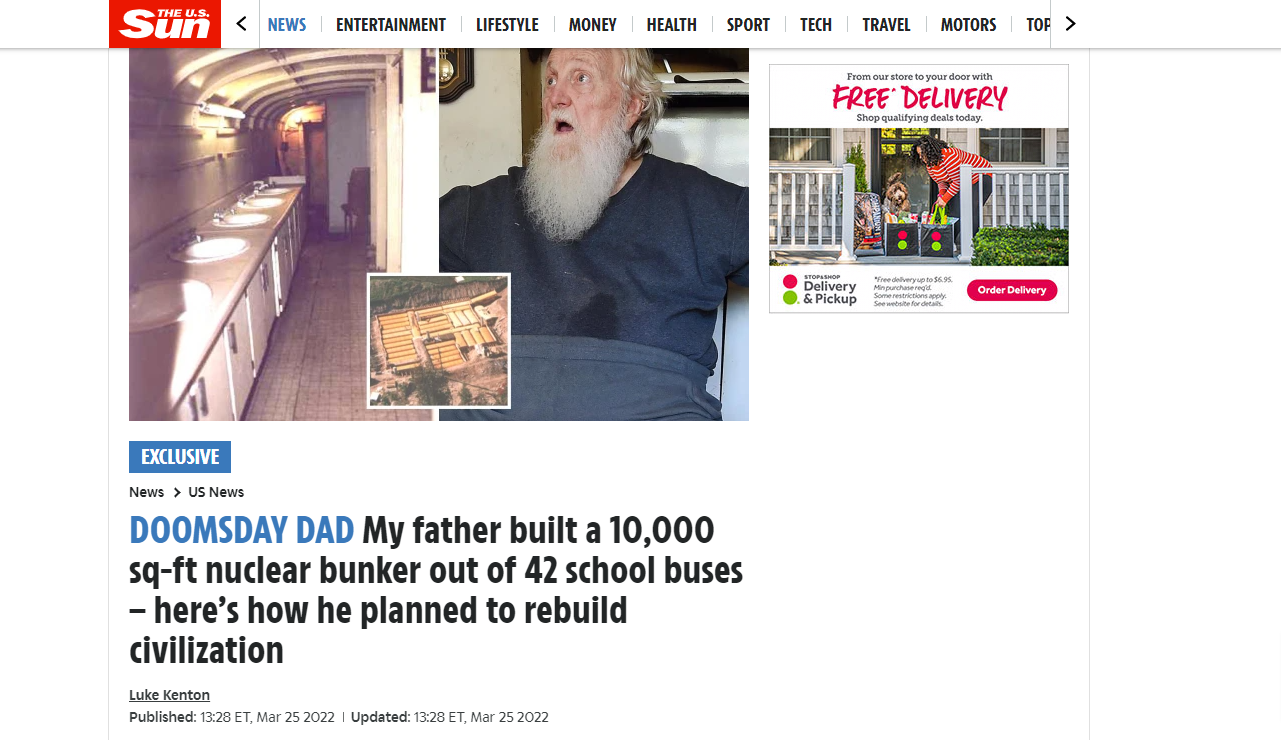 THE U.S.
Sun
NEWS
ENTERTAINMENT
LIFESTYLE
MONEY
HEALTH
SPORT
TECH
TRAVEL
MOTORS
TOP
From our store to your door with
FREE* DELIVERY
Shop qualifying deals today.
STOP&SHOP
Delivery
& Pickup
*Free delivery up to $6.95.
Min purchase req'd.
Some restrictions apply.
See website for details.
Order Delivery
EXCLUSIVE
News > US News
DOOMSDAY DAD My father built a 10,000
sq-ft nuclear bunker out of 42 school buses
– here's how he planned to rebuild
civilization
Luke Kenton
Published: 13:28 ET, Mar 25 2022 | Updated: 13:28 ET, Mar 25 2022